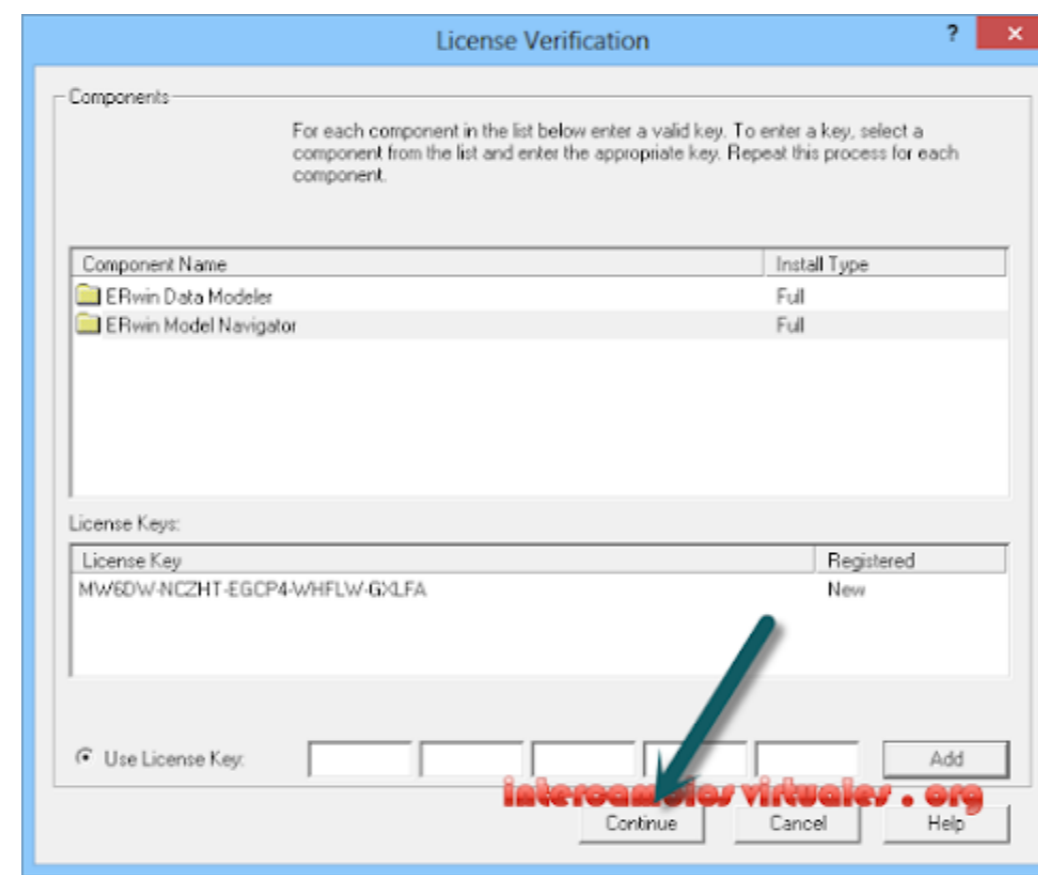 License Verification
?
Components
For each component in the list below enter a valid key. To enter a key, select a
component from the list and enter the appropriate key. Repeat this process for each
component.
Component Name Install Type
ERwin Data Modeler Full
ERwin Model Navigator Full
License Keys:
License Key Registered
MW6DW-NCZHT-EGCP4-WHFLW-GXLFA New
Use License Key: Add
intercambios virtuales . org
Continue Cancel Help